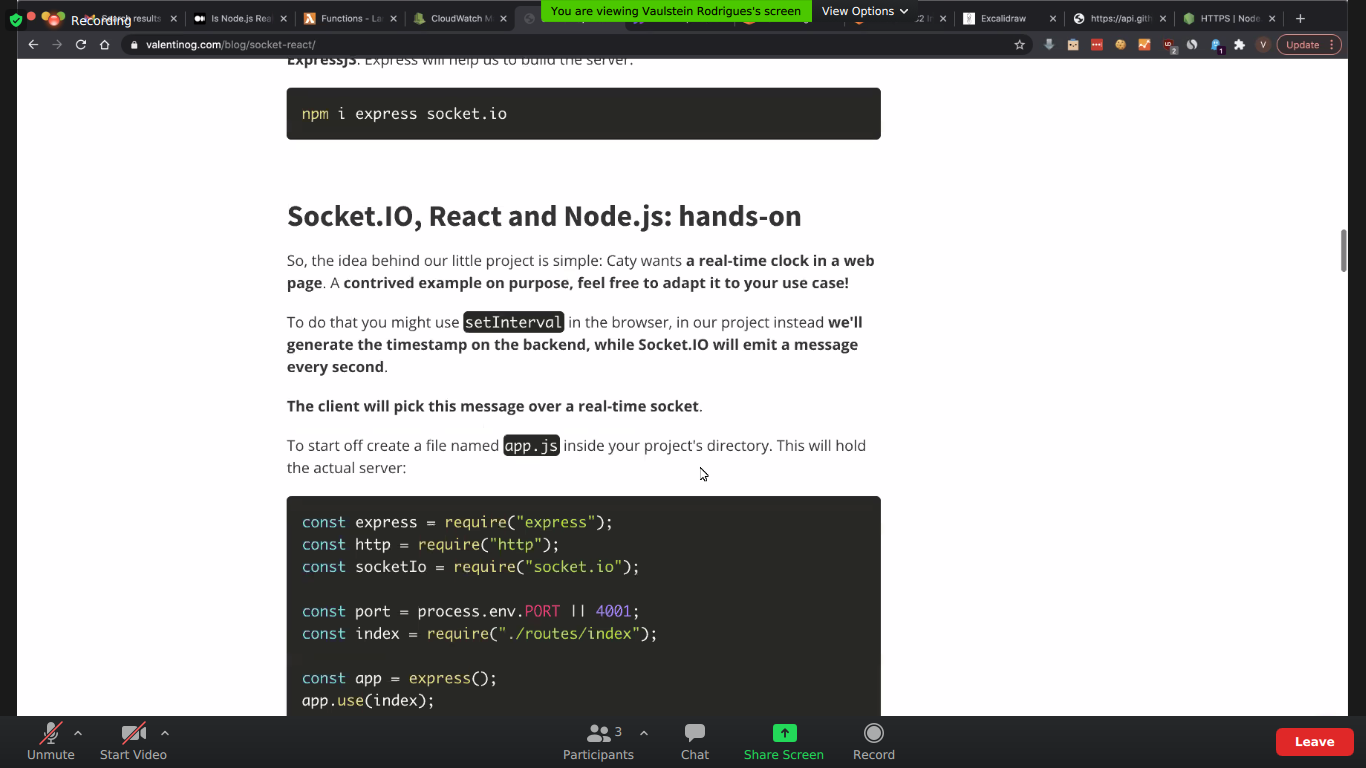 You are viewing Vaulstein Rodrigues's screen View Options
Recording
results
Is Node.js Rea
Functions - La
CloudWatch M
Excalidraw
https://api.gith
HTTPS | Node
valentinog.com/blog/socket-react/
Update
ExpressJS. Express will help us to build the server.
npm i express socket.io
Socket.IO, React and Node.js: hands-on
So, the idea behind our little project is simple: Caty wants a real-time clock in a web
page. A contrived example on purpose, feel free to adapt it to your use case!
To do that you might use setInterval in the browser, in our project instead we'll
generate the timestamp on the backend, while Socket.IO will emit a message
every second.
The client will pick this message over a real-time socket.
To start off create a file named app.js inside your project's directory. This will hold
the actual server:
const express = require("express");
const http = require("http");
const socketIo = require("socket.io");
const port = process.env.PORT || 4001;
const index = require("./routes/index");
const app = express();
app.use(index);
Unmute
Start Video
Participants 3
Chat
Share Screen
Record
Leave